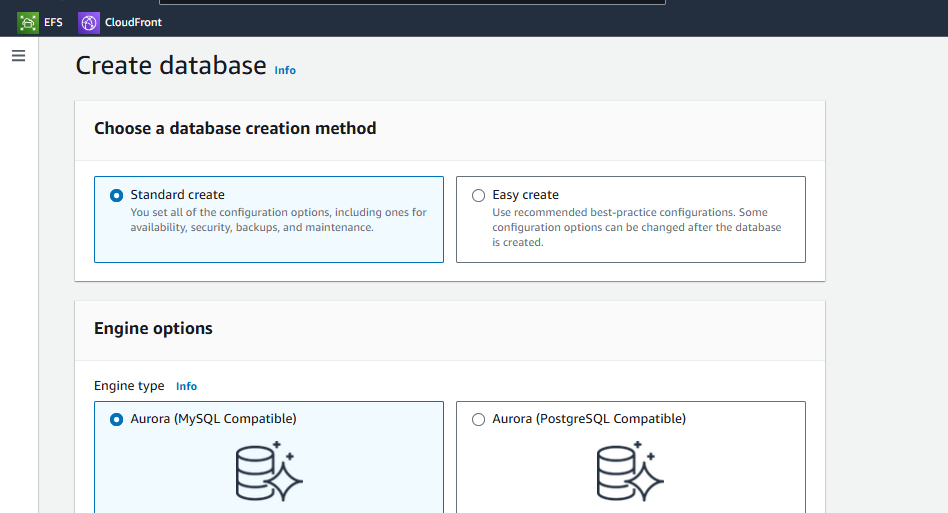 EFS CloudFront
Create database Info
Choose a database creation method
Standard create
You set all of the configuration options, including ones for
availability, security, backups, and maintenance.
Easy create
Use recommended best-practice configurations. Some
configuration options can be changed after the database
is created.
Engine options
Engine type Info
Aurora (MySQL Compatible)
Aurora (PostgreSQL Compatible)